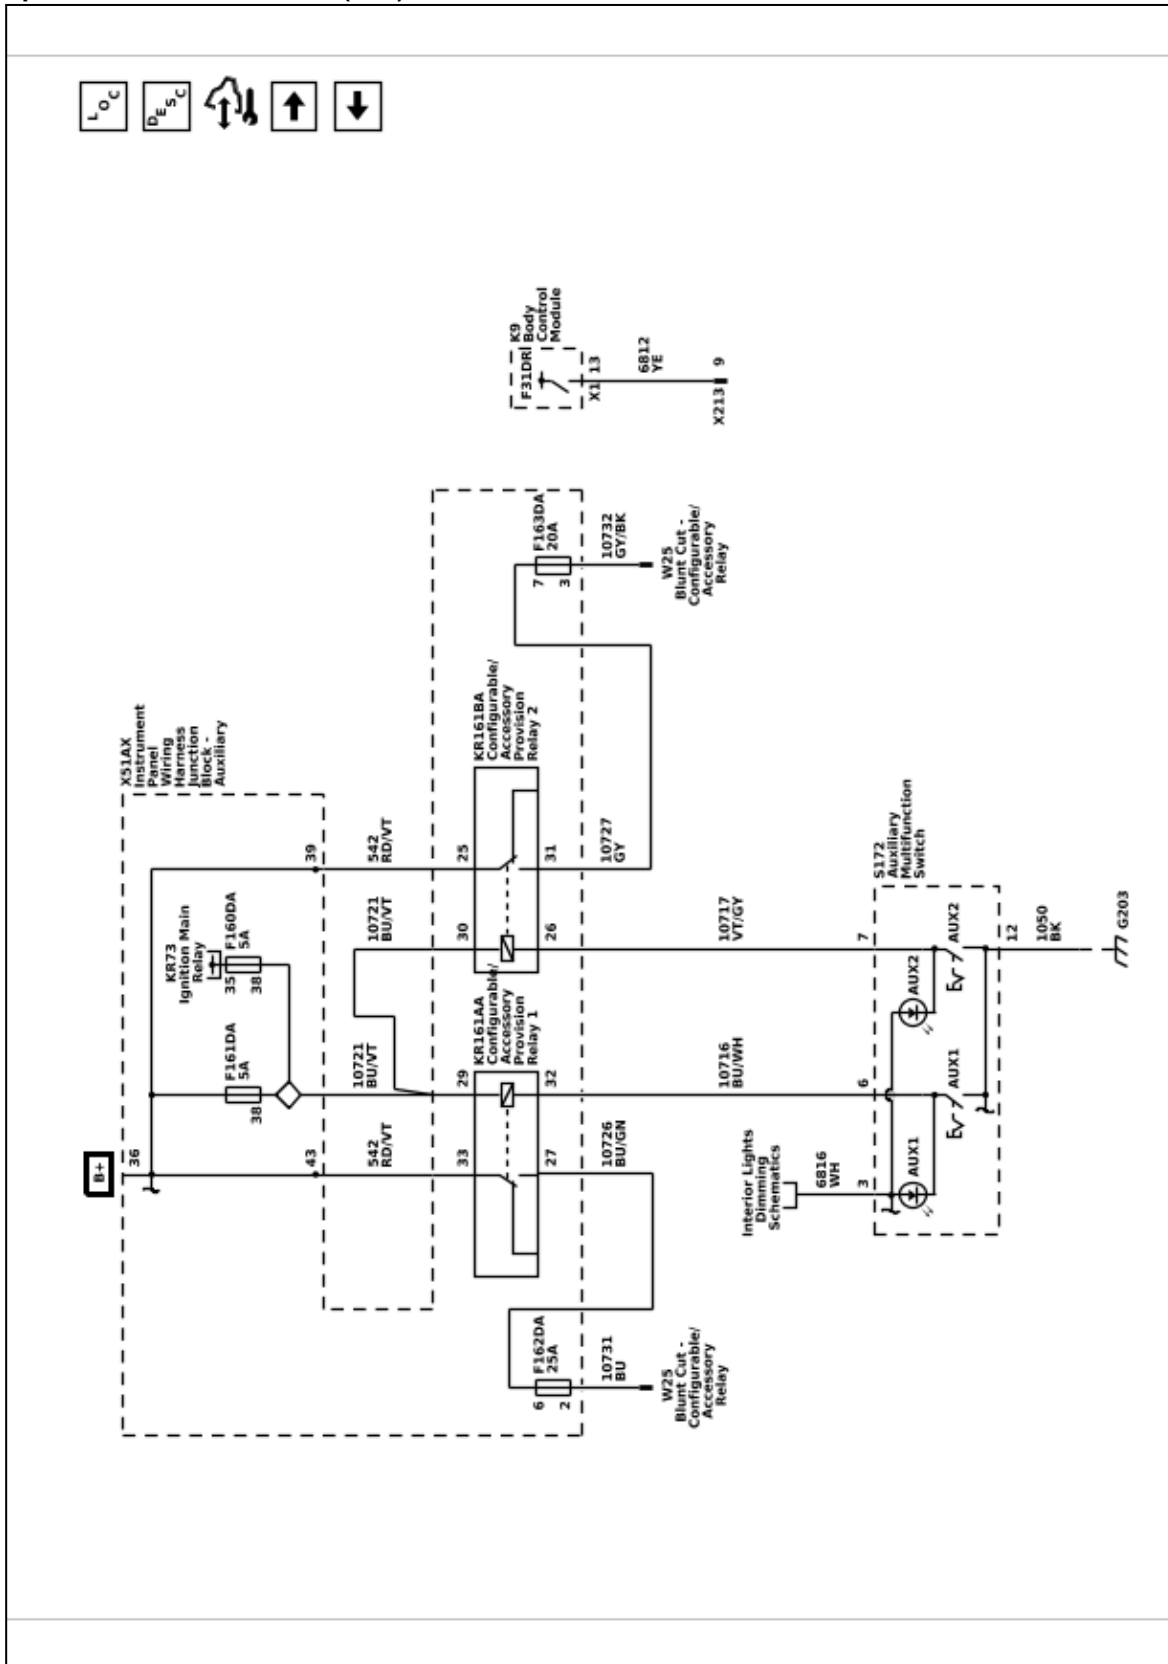 LOC
DESC
B+
36
X51AX
Instrument
Panel
Wiring
Harness
Junction
Block -
Auxiliary
KR73
Ignition Main
Relay
F161DA
5A
38
35
38
F160DA
5A
43
39
542
RD/VT
10721
BU/VT
10721
BU/VT
542
RD/VT
33
29
30
25
KR161AA
Configurable/
Accessory
Provision
Relay 1
KR161BA
Configurable/
Accessory
Provision
Relay 2
27
32
26
31
F162DA
25A
6
2
F163DA
20A
7
3
10731
BU
10726
BU/GN
10727
GY
10732
GY/BK
W25
Blunt Cut -
Configurable/
Accessory
Relay
W25
Blunt Cut -
Configurable/
Accessory
Relay
K9
Body
Control
Module
F31DR
X1
13
6812
YE
X213
9
10716
BU/WH
10717
VT/GY
Interior Lights
Dimming
Schematics
6816
WH
3
6
7
S172
Auxiliary
Multifunction
Switch
AUX1
AUX1
AUX2
AUX2
12
1050
BK
G203